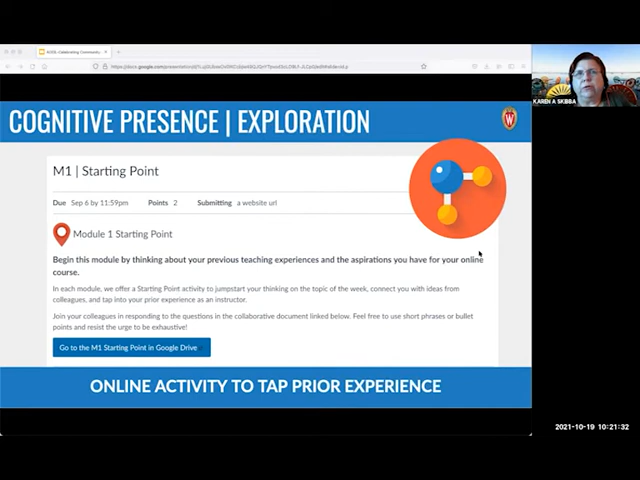 KAREN A SKIBBA
COGNITIVE PRESENCE | EXPLORATION
W
M1 | Starting Point
Due Sep 6 by 11:59pm Points 2 Submitting a website url
Module 1 Starting Point
Begin this module by thinking about your previous teaching experiences and the aspirations you have for your online
course.
In each module, we offer a Starting Point activity to jumpstart your thinking on the topic of the week, connect you with ideas from
colleagues, and tap into your prior experience as an instructor.
Join your colleagues in responding to the questions in the collaborative document linked below. Feel free to use short phrases or bullet
points and resist the urge to be exhaustive!
Go to the M1 Starting Point in Google Drive
ONLINE ACTIVITY TO TAP PRIOR EXPERIENCE
2021-10-19 10:21:32